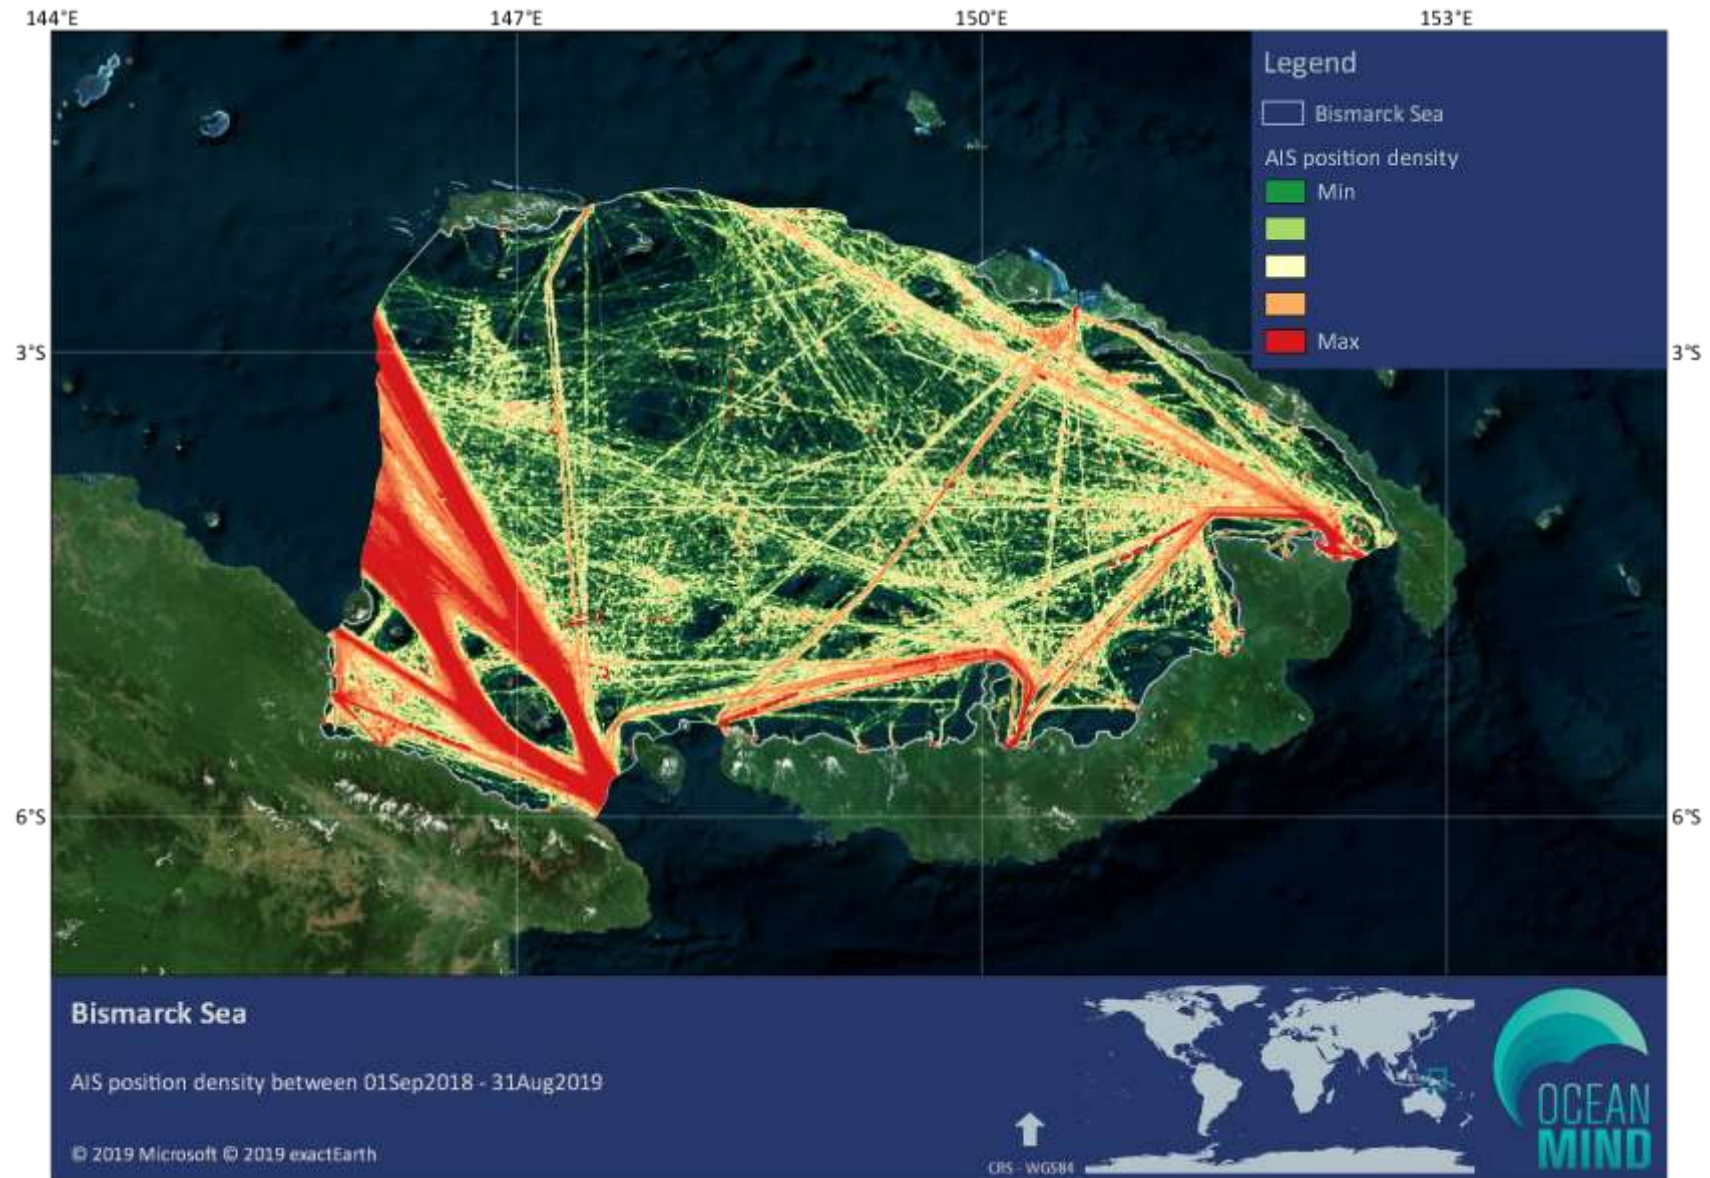 144°E 147°E 150°E 153°E
Legend
Bismarck Sea
AIS position density
Min
Max
3°S 3°S
6°S 6°S
Bismarck Sea
AIS position density between 01Sep2018 - 31Aug2019
© 2019 Microsoft © 2019 exactEarth
CRS - WGS84
OCEAN
MIND